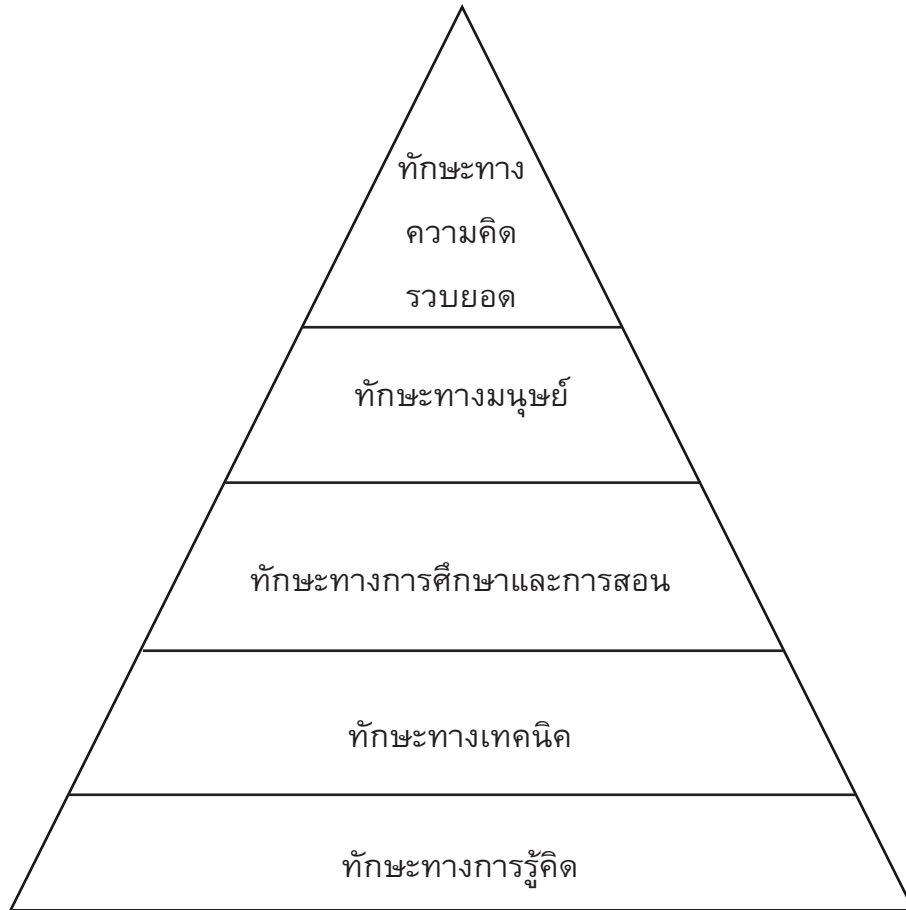 ทักษะทาง
ความคิด
รวบยอด
ทักษะทางมนุษย์
ทักษะทางการศึกษาและการสอน
ทักษะทางเทคนิค
ทักษะทางการรู้คิด